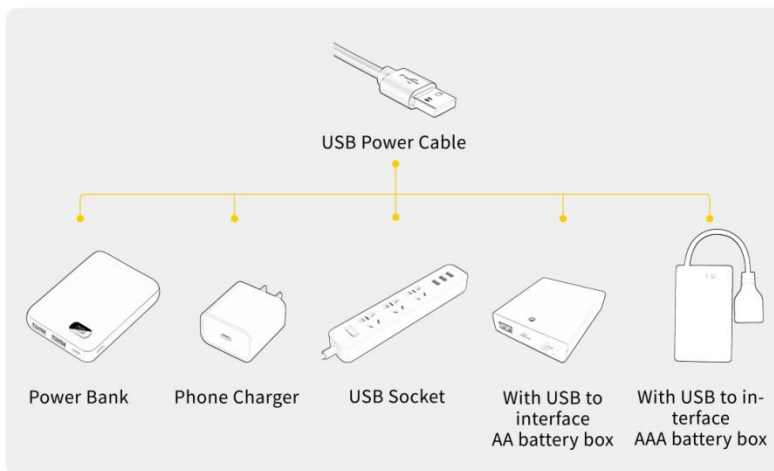 USB Power Cable
Power Bank
Phone Charger
USB Socket
With USB to
interface
AA battery box
With USB to in-
terface
AAA battery box